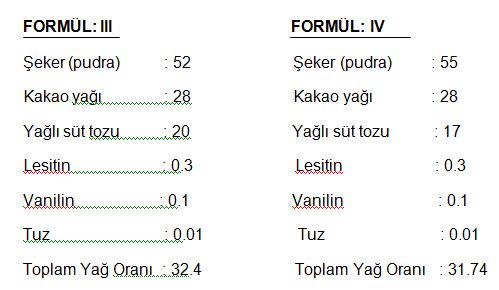 FORMÜL: III
Şeker (pudra) : 52
Kakao yağı : 28
Yağlı süt tozu : 20
Lesitin : 0.3
Vanilin : 0.1
Tuz : 0.01
Toplam Yağ Oranı : 32.4
FORMÜL: IV
Şeker (pudra) : 55
Kakao yağı : 28
Yağlı süt tozu : 17
Lesitin : 0.3
Vanilin : 0.1
Tuz : 0.01
Toplam Yağ Oranı : 31.74